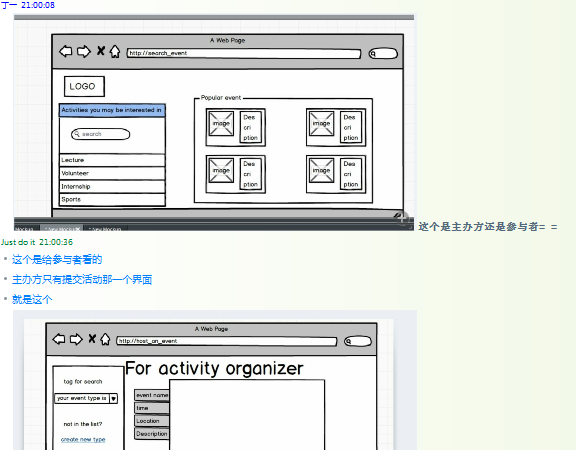 丁一 21:00:08
A Web Page
http://search_event
LOGO
Activities you may be interested in
Popular event
search
image
Des
cri
ption
image
Des
cri
ption
Lecture
Volunteer
Internship
Sports
image
Des
cri
ption
image
Des
cri
ption
这个是主办方还是参与者= =
Just do it 21:00:36
这个是给参与者看的
主办方只有提交活动那一个界面
就是这个
A Web Page
http://host_an_event
For activity organizer
tag for search
your event type is
event name
time
Location
Description
not in the list?
create new type